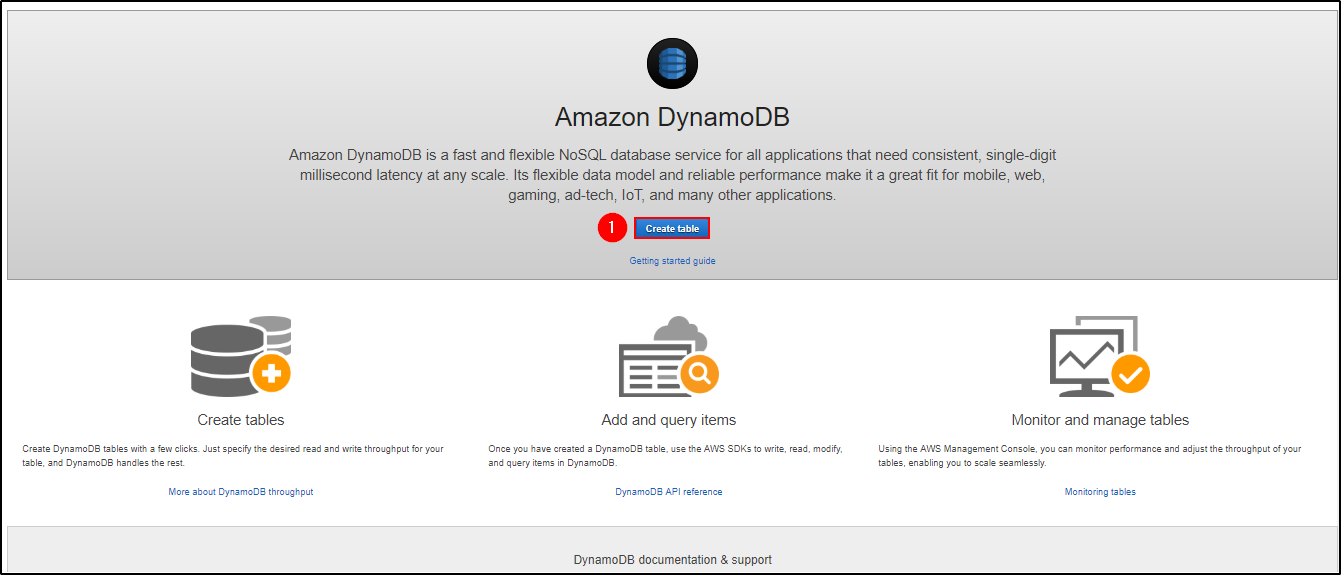 Amazon DynamoDB
Amazon DynamoDB is a fast and flexible NoSQL database service for all applications that need consistent, single-digit
millisecond latency at any scale. Its flexible data model and reliable performance make it a great fit for mobile, web,
gaming, ad-tech, IoT, and many other applications.
1 Create table
Getting started guide
Create tables
Create DynamoDB tables with a few clicks. Just specify the desired read and write throughput for your
table, and DynamoDB handles the rest.
More about DynamoDB throughput
Add and query items
Once you have created a DynamoDB table, use the AWS SDKs to write, read, modify,
and query items in DynamoDB.
DynamoDB API reference
Monitor and manage tables
Using the AWS Management Console, you can monitor performance and adjust the throughput of your
tables, enabling you to scale seamlessly.
Monitoring tables
DynamoDB documentation & support